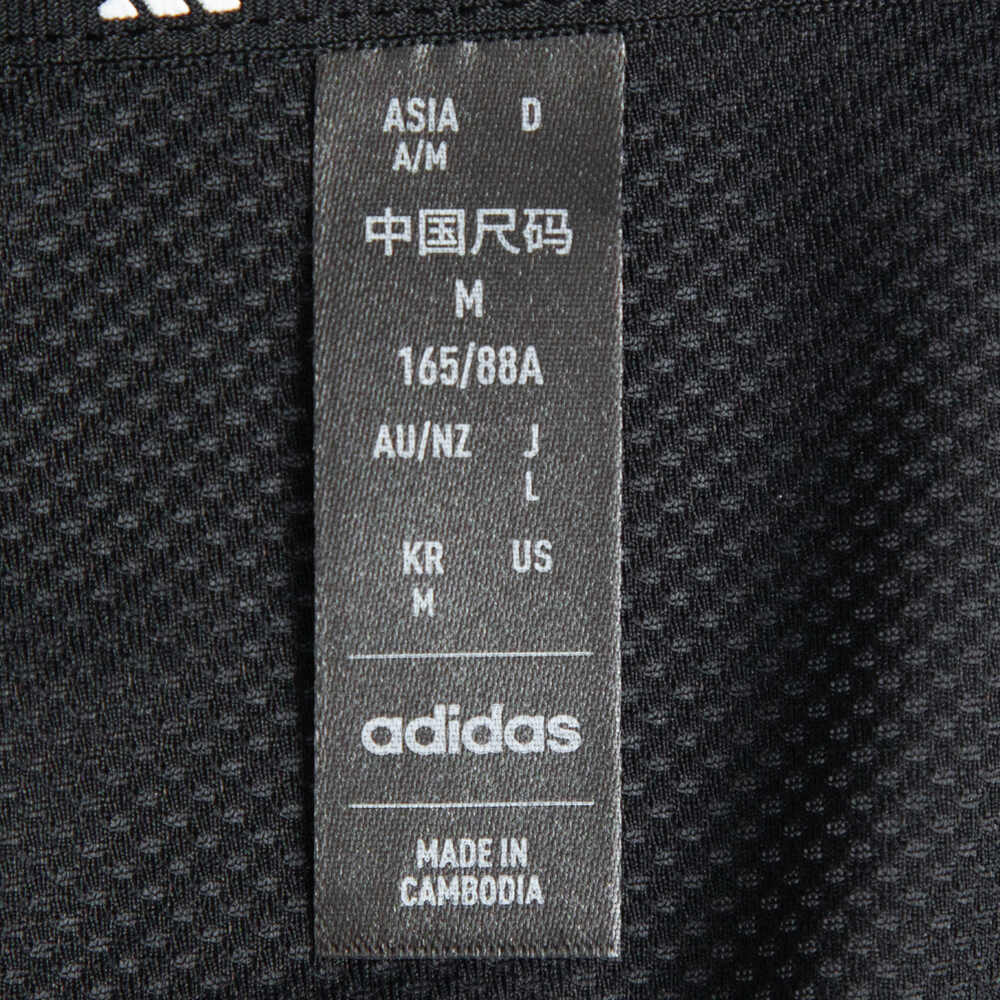 ASIA D
A/M
中国尺码
M
165/88A
AU/NZ J
L
KR US
M
adidas
MADE IN
CAMBODIA